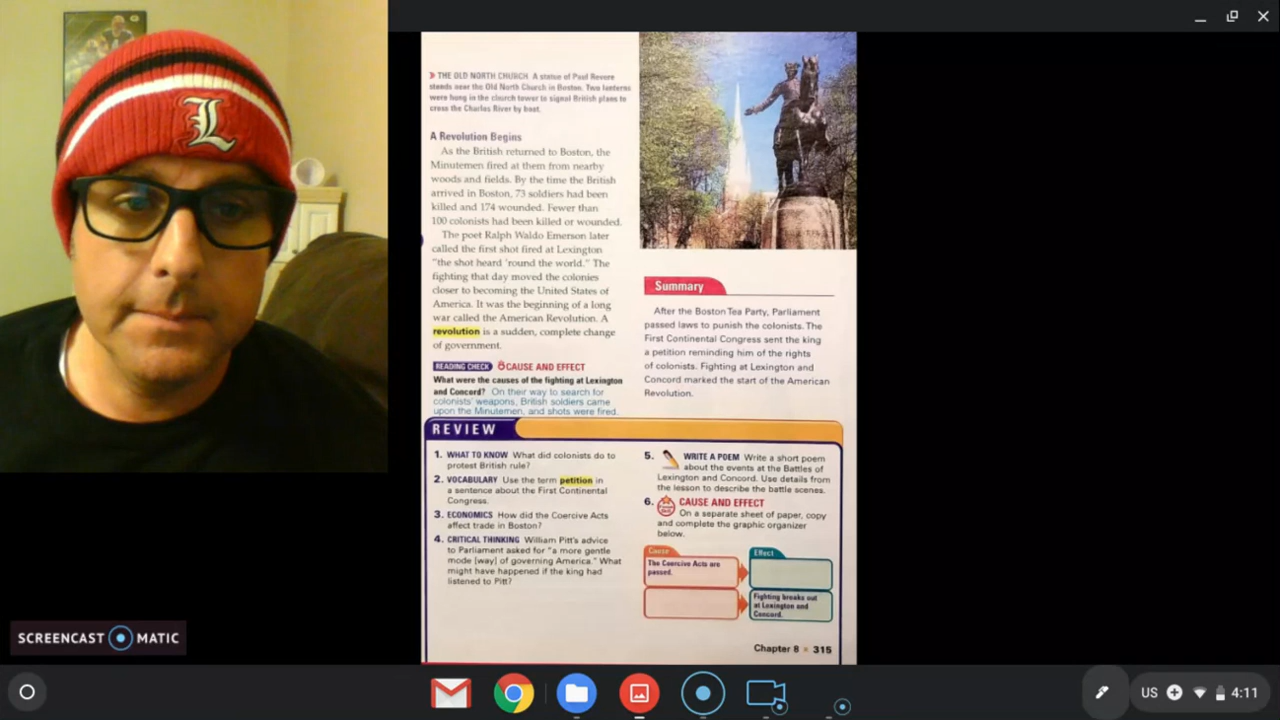 L
» THE OLD NORTH CHURCH A statue of Paul Revere
stands near the Old North Church in Boston. Two lanterns
were hung in the church tower to signal British plans to
cross the Charles River by boat.
A Revolution Begins
As the British returned to Boston, the
Minutemen fired at them from nearby
woods and fields. By the time the British
arrived in Boston, 73 soldiers had been
killed and 174 wounded. Fewer than
100 colonists had been killed or wounded.
The poet Ralph Waldo Emerson later
called the first shot fired at Lexington
"the shot heard 'round the world." The
fighting that day moved the colonies
closer to becoming the United States of
America. It was the beginning of a long
war called the American Revolution. A
revolution is a sudden, complete change
of government.
READING CHECK CAUSE AND EFFECT
What were the causes of the fighting at Lexington
and Concord? On their way to search for
colonists' weapons, British soldiers came
upon the Minutemen, and shots were fired.
Summary
After the Boston Tea Party, Parliament
passed laws to punish the colonists. The
First Continental Congress sent the king
a petition reminding him of the rights
of colonists. Fighting at Lexington and
Concord marked the start of the American
Revolution.
REVIEW
1. WHAT TO KNOW What did colonists do to
protest British rule?
2. VOCABULARY Use the term petition in
a sentence about the First Continental
Congress.
3. ECONOMICS How did the Coercive Acts
affect trade in Boston?
4. CRITICAL THINKING William Pitt's advice
to Parliament asked for "a more gentle
mode [way] of governing America." What
might have happened if the king had
listened to Pitt?
5. WRITE A POEM Write a short poem
about the events at the Battles of
Lexington and Concord. Use details from
the lesson to describe the battle scenes.
6. CAUSE AND EFFECT
On a separate sheet of paper, copy
and complete the graphic organizer
below.
Cause
Effect
The Coercive Acts are
passed.
Fighting breaks out
at Lexington and
Concord.
Chapter 8 315
SCREENCAST MATIC
US 4:11